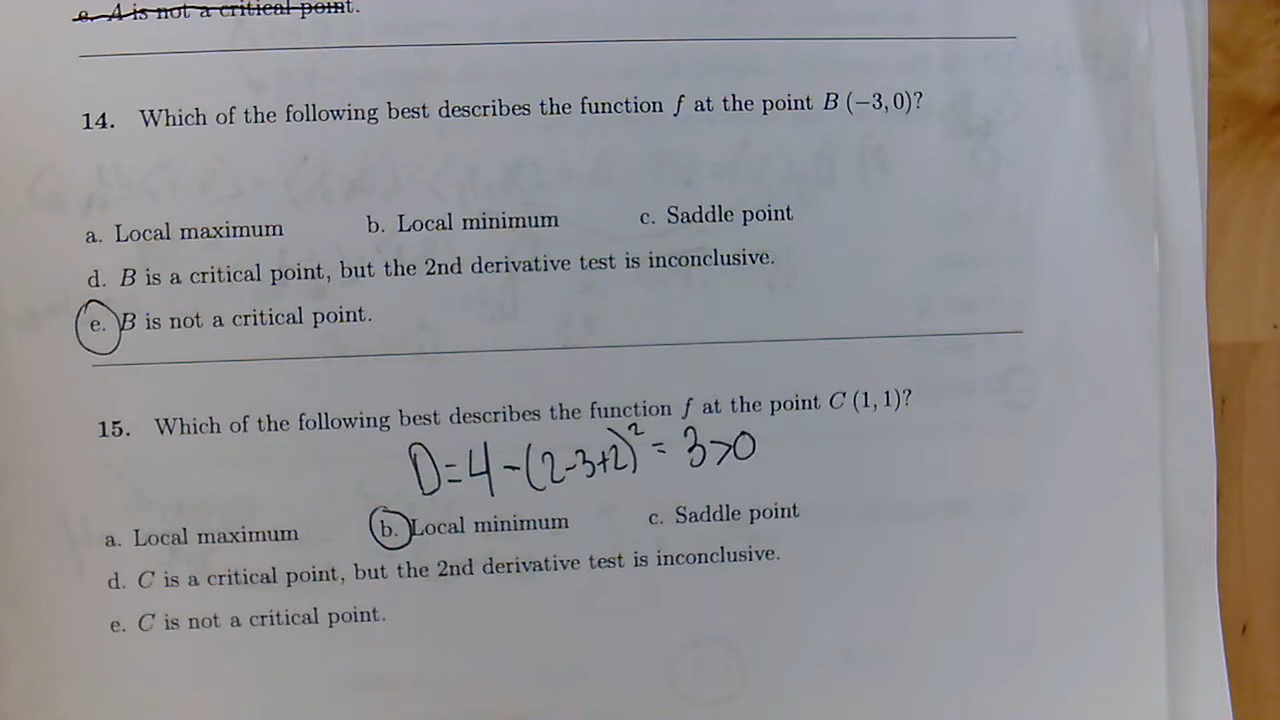 e. A is not a critical point.
14. Which of the following best describes the function f at the point B (−3, 0)?
a. Local maximum b. Local minimum c. Saddle point
d. B is a critical point, but the 2nd derivative test is inconclusive.
e. B is not a critical point.
15. Which of the following best describes the function f at the point C (1, 1)?
D=4-(2-3+2)²= 3>0
a. Local maximum b. Local minimum c. Saddle point
d. C is a critical point, but the 2nd derivative test is inconclusive.
e. C is not a critical point.